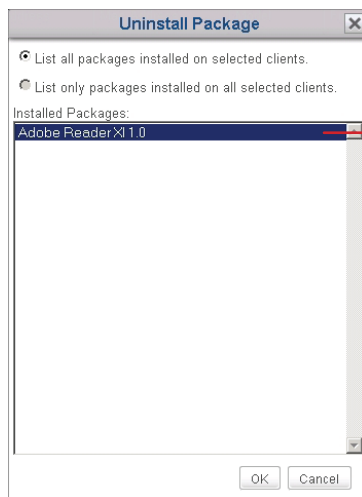 Uninstall Package
List all packages installed on selected clients.
List only packages installed on all selected clients.
Installed Packages:
Adobe Reader XI 1.0
OK
Cancel